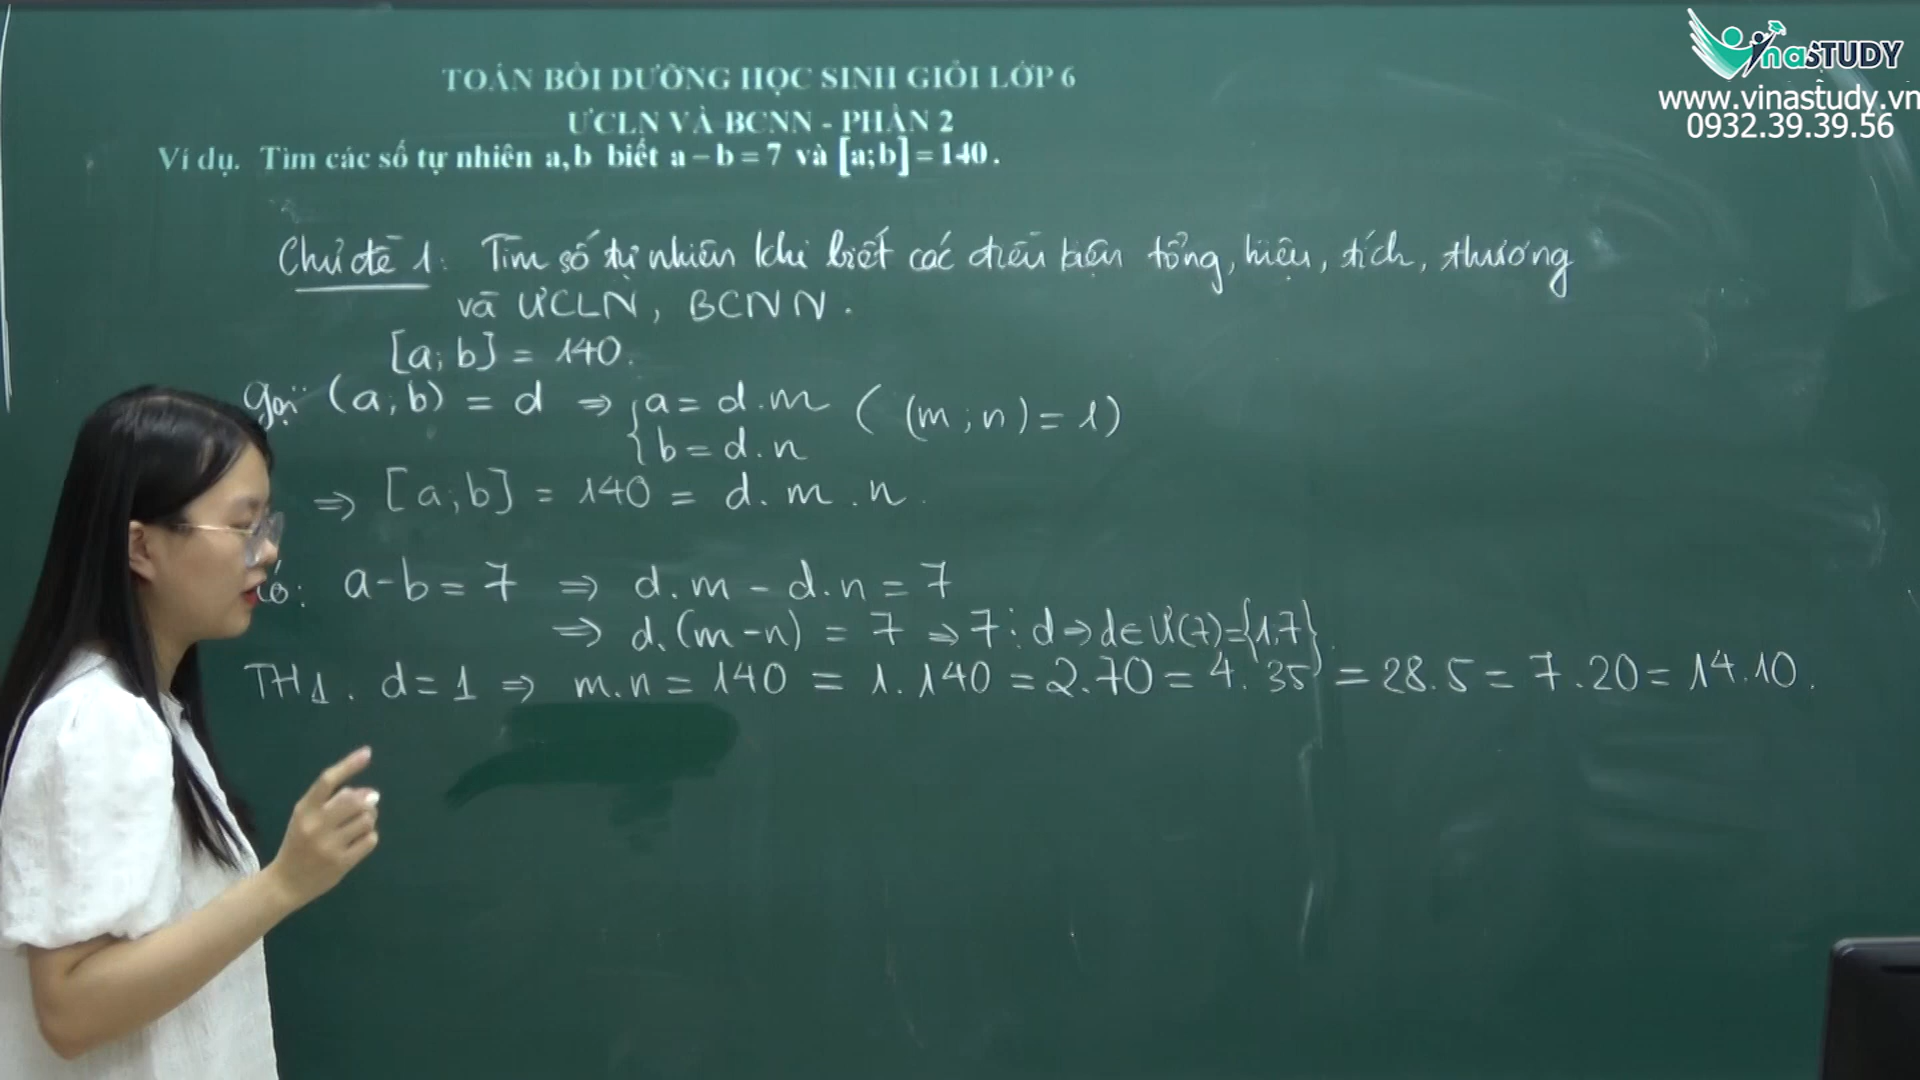 VinaSTUDY
www.vinastudy.vn
0932.39.39.56
TOÁN BỒI DƯỠNG HỌC SINH GIỎI LỚP 6
ƯCLN VÀ BCNN - PHẦN 2
Ví dụ. Tìm các số tự nhiên a,b biết a – b = 7 và [a;b] = 140.
Chủ đề 1: Tìm số tự nhiên khi biết các điều kiện tổng, hiệu, tích, thương
và ƯCLN, BCNN.
[a;b] = 140.
Gọi (a;b) = d ⇒ { a = d.m ( (m;n) = 1)
b = d.n
⇒ [a;b] = 140 = d.m.n.
có: a-b = 7 ⇒ d.m - d.n = 7
⇒ d.(m-n) = 7 ⇒ 7⋮d ⇒ d∈Ư(7)={1,7}.
TH1. d=1 ⇒ m.n = 140 = 1.140 = 2.70 = 4.35 = 28.5 = 7.20 = 14.10.